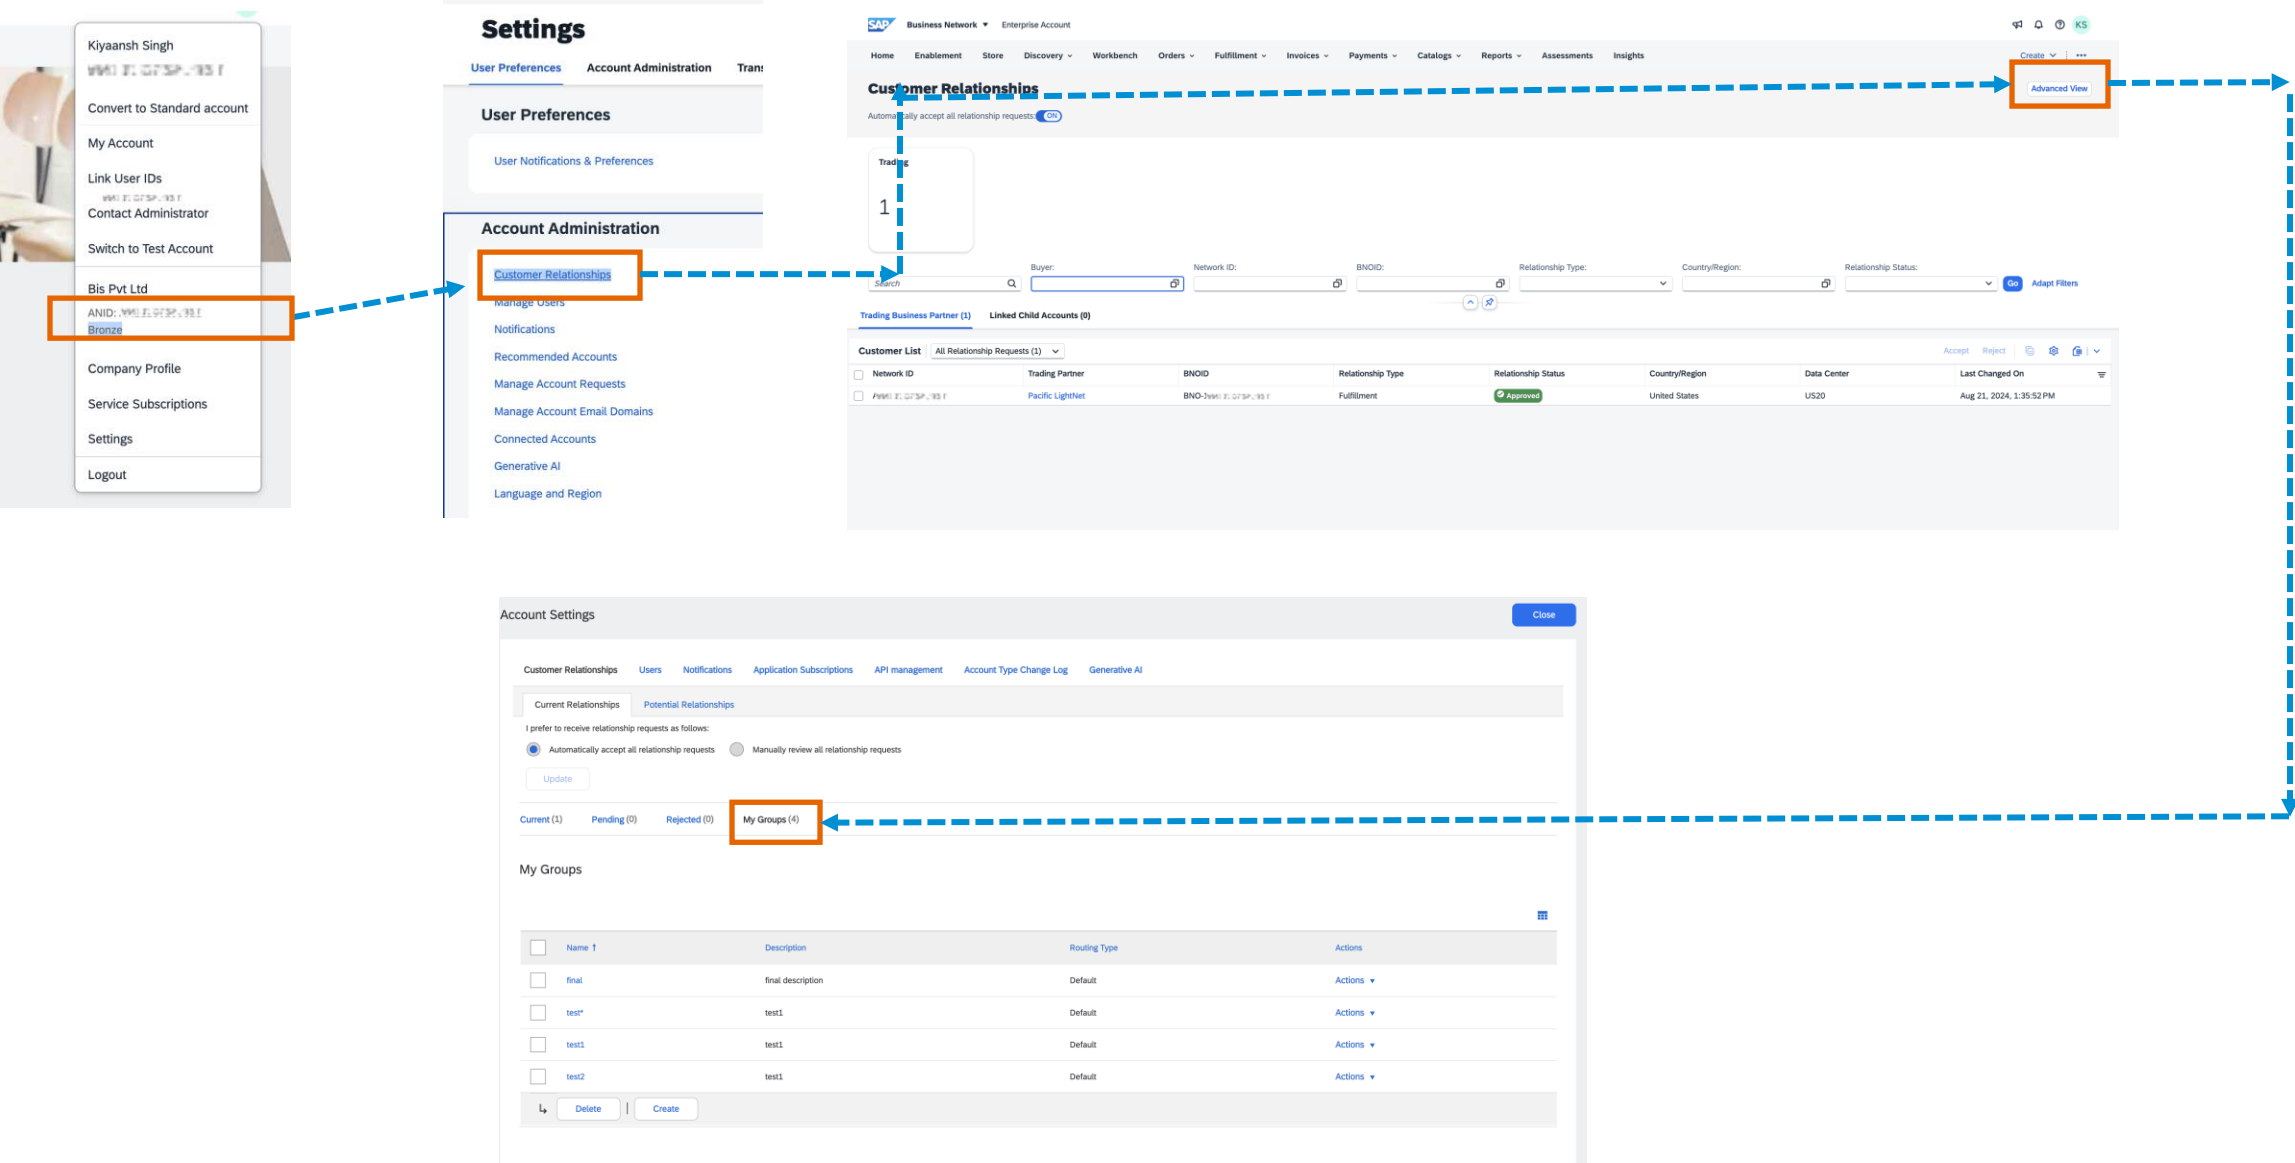 Kiyaansh Singh
Convert to Standard account
My Account
Link User IDs
Contact Administrator
Switch to Test Account
Bis Pvt Ltd
ANID:
Bronze
Company Profile
Service Subscriptions
Settings
Logout
Settings
User Preferences Account Administration Trans
User Preferences
User Notifications & Preferences
Account Administration
Customer Relationships
Manage Users
Notifications
Recommended Accounts
Manage Account Requests
Manage Account Email Domains
Connected Accounts
Generative AI
Language and Region
SAP Business Network Enterprise Account KS
Home Enablement Store Discovery Workbench Orders Fulfillment Invoices Payments Catalogs Reports Assessments Insights Create
Customer Relationships Advanced View
Automatically accept all relationship requests: ON
Trading
1
Buyer: Network ID: BNOID: Relationship Type: Country/Region: Relationship Status:
Search Go Adapt Filters
Trading Business Partner (1) Linked Child Accounts (0)
Customer List All Relationship Requests (1) Accept Reject
Network ID Trading Partner BNOID Relationship Type Relationship Status Country/Region Data Center Last Changed On
Pacific LightNet Fulfillment Approved United States US20 Aug 21, 2024, 1:35:52 PM
Account Settings Close
Customer Relationships Users Notifications Application Subscriptions API management Account Type Change Log Generative AI
Current Relationships Potential Relationships
I prefer to receive relationship requests as follows:
Automatically accept all relationship requests Manually review all relationship requests
Update
Current (1) Pending (0) Rejected (0) My Groups (4)
My Groups
Name ↑ Description Routing Type Actions
final final description Default Actions
test* test1 Default Actions
test1 test1 Default Actions
test2 test1 Default Actions
Delete | Create